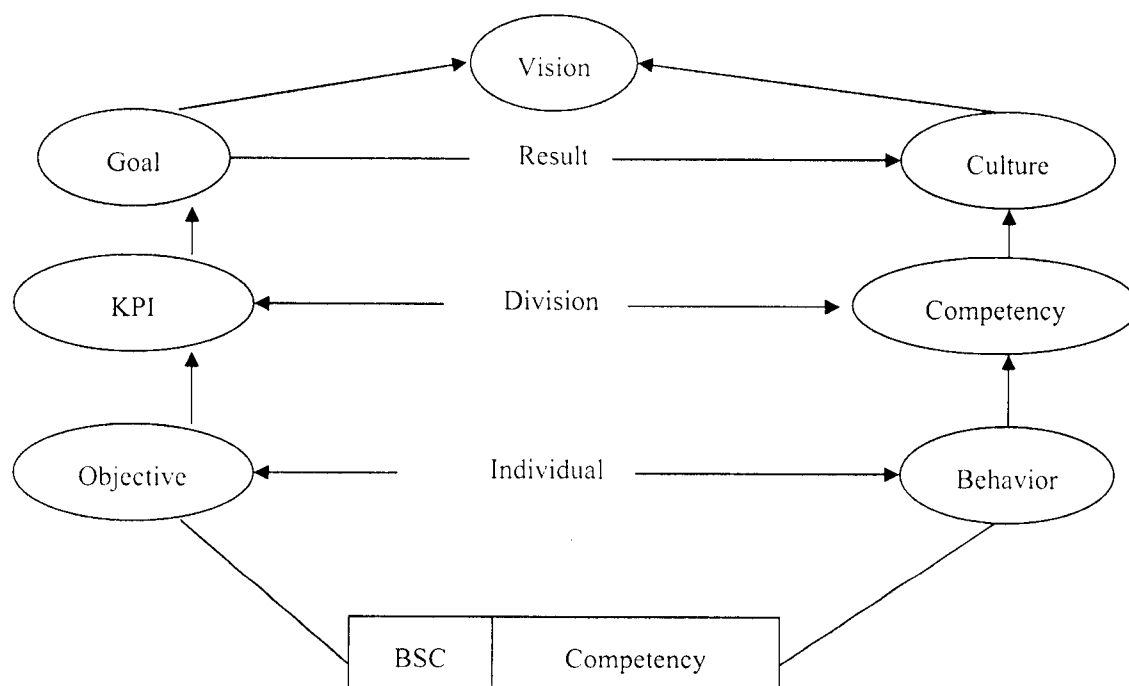 Vision
Goal Result Culture
KPI Division Competency
Objective Individual Behavior
BSC Competency